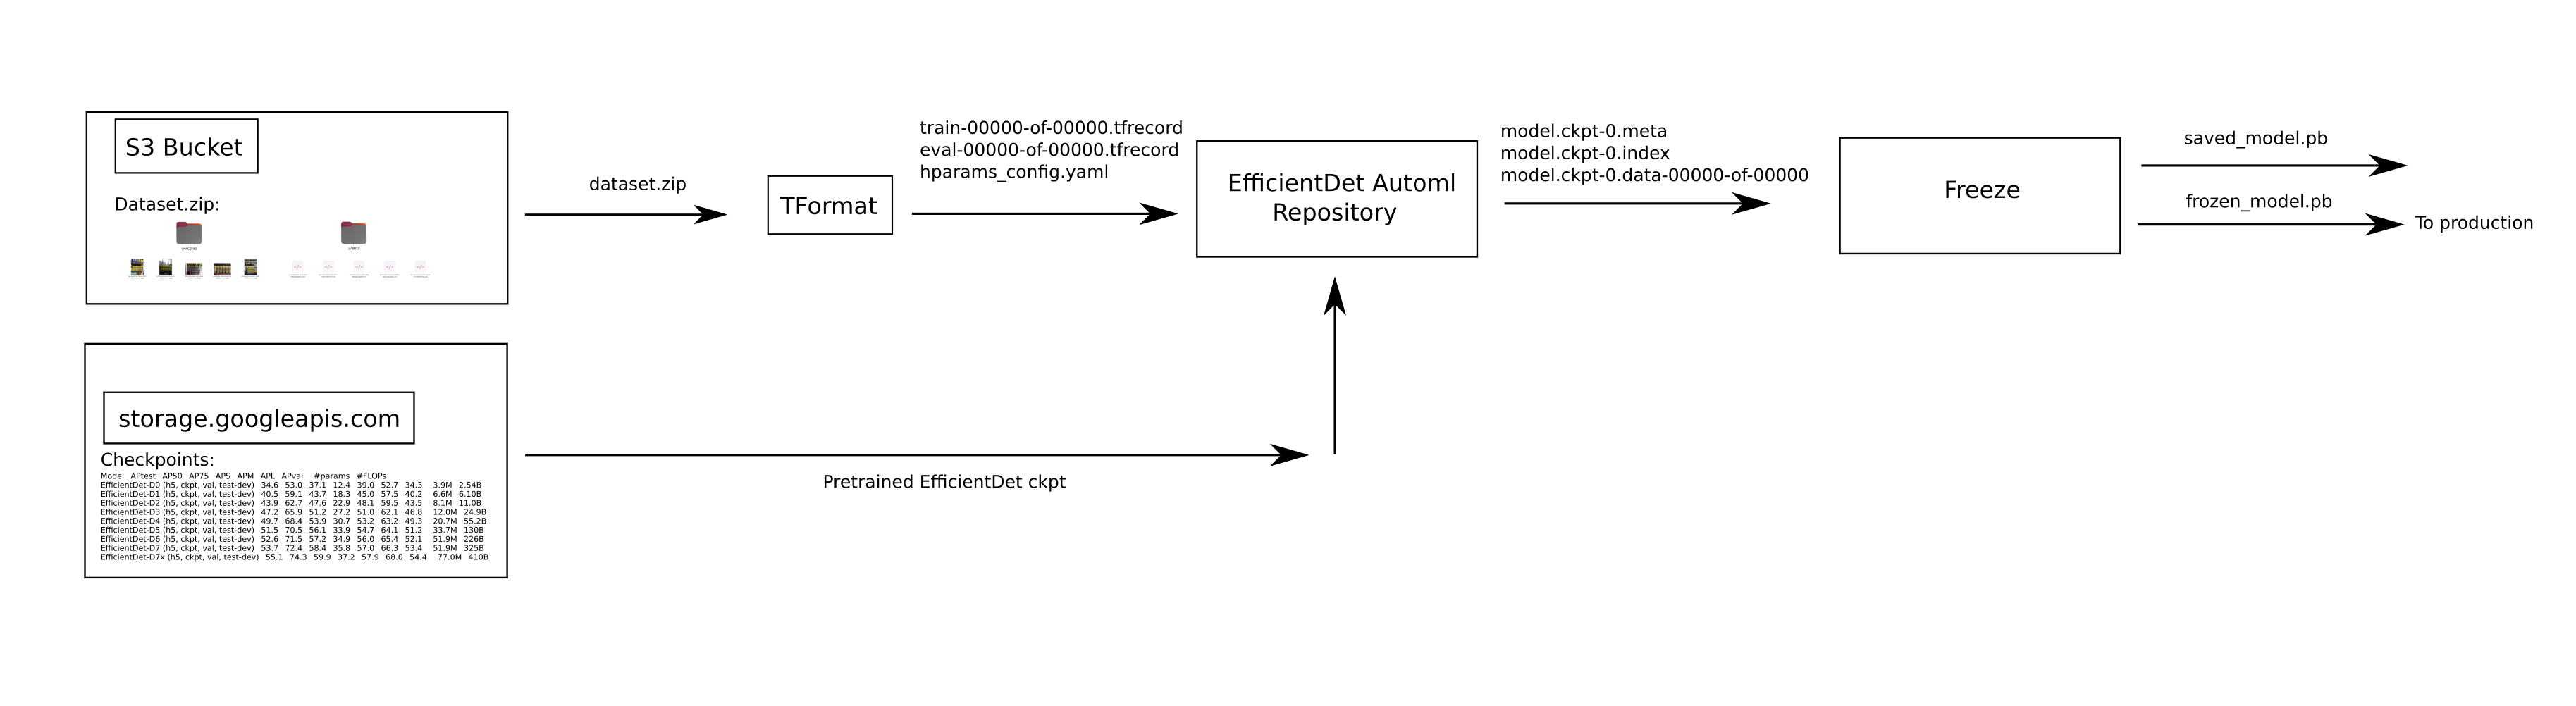 S3 Bucket
Dataset.zip:
dataset.zip
TFormat
train-00000-of-00000.tfrecord
eval-00000-of-00000.tfrecord
hparams_config.yaml
EfficientDet Automl
Repository
model.ckpt-0.meta
model.ckpt-0.index
model.ckpt-0.data-00000-of-00000
Freeze
saved_model.pb
frozen_model.pb
To production
storage.googleapis.com
Checkpoints:
Model APtest AP50 AP75 APS APM APL APval #params #FLOPs
EfficientDet-D0 (h5, ckpt, val, test-dev) 34.6 53.0 37.1 12.4 39.0 52.7 34.3 3.9M 2.54B
EfficientDet-D1 (h5, ckpt, val, test-dev) 40.5 59.1 43.7 18.3 45.0 57.5 40.2 6.6M 6.10B
EfficientDet-D2 (h5, ckpt, val, test-dev) 43.9 62.7 47.6 22.9 48.1 59.5 43.5 8.1M 11.0B
EfficientDet-D3 (h5, ckpt, val, test-dev) 47.2 65.9 51.2 27.2 51.0 62.1 46.8 12.0M 24.9B
EfficientDet-D4 (h5, ckpt, val, test-dev) 49.7 68.4 53.9 30.7 53.2 63.2 49.3 20.7M 55.2B
EfficientDet-D5 (h5, ckpt, val, test-dev) 51.5 70.5 56.1 33.9 54.7 64.1 51.2 33.7M 130B
EfficientDet-D6 (h5, ckpt, val, test-dev) 52.6 71.5 57.2 34.9 56.0 65.4 52.1 51.9M 226B
EfficientDet-D7 (h5, ckpt, val, test-dev) 53.7 72.4 58.4 35.8 57.0 66.3 53.4 51.9M 325B
EfficientDet-D7x (h5, ckpt, val, test-dev) 55.1 74.3 59.9 37.2 57.9 68.0 54.4 77.0M 410B
Pretrained EfficientDet ckpt